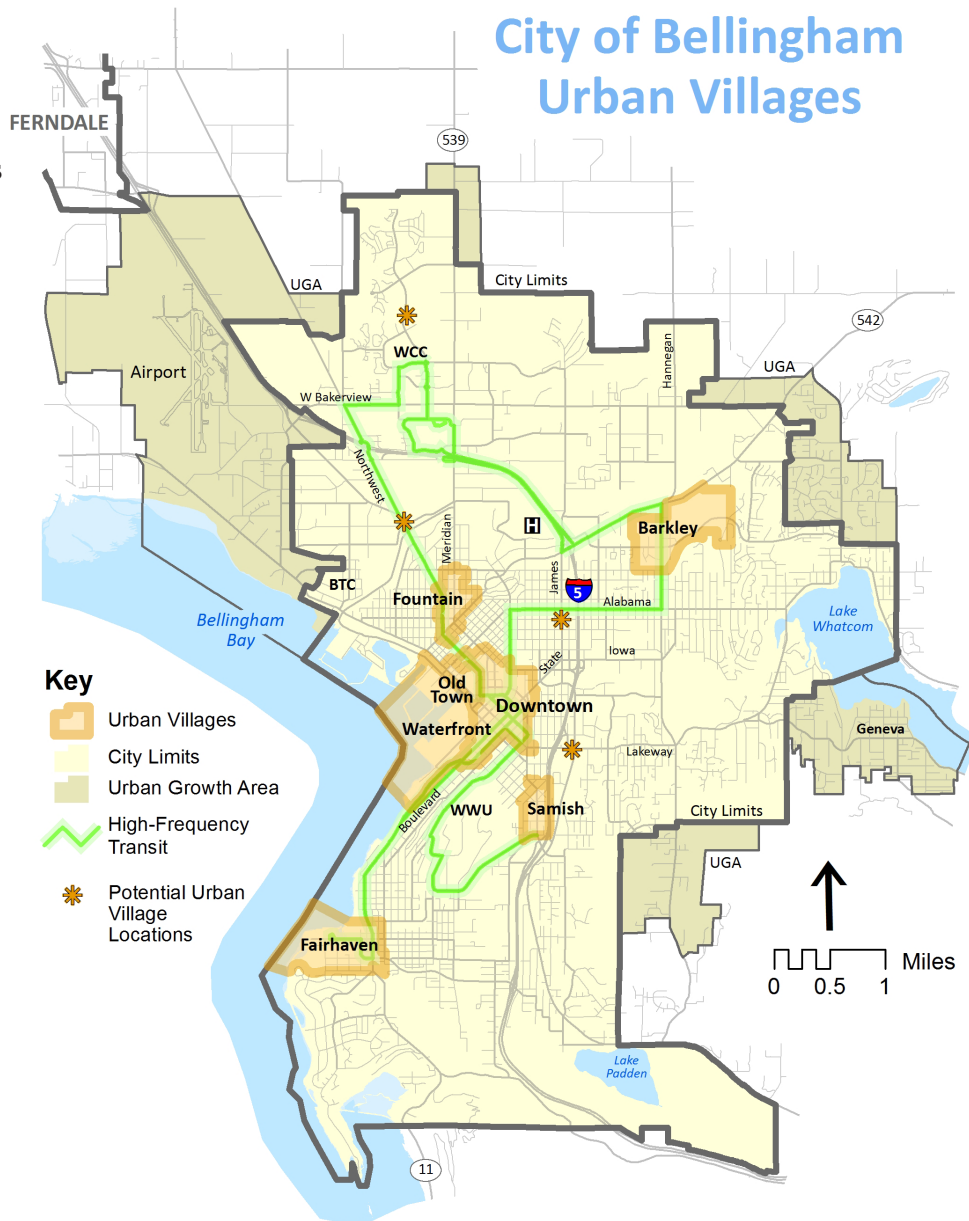 City of Bellingham
Urban Villages
FERNDALE
539
UGA
City Limits
542
Hannegan
WCC
UGA
Airport
W Bakerview
Northwest
Meridian
H
Barkley
BTC
James
5
Fountain
Alabama
Lake
Whatcom
Bellingham
Bay
State
Iowa
Key
Old
Town
Downtown
Urban Villages
Waterfront
Geneva
City Limits
Lakeway
Urban Growth Area
Boulevard
WWU
Samish
City Limits
High-Frequency
Transit
UGA
Potential Urban
Village
Locations
Fairhaven
Miles
0 0.5 1
Lake
Padden
11